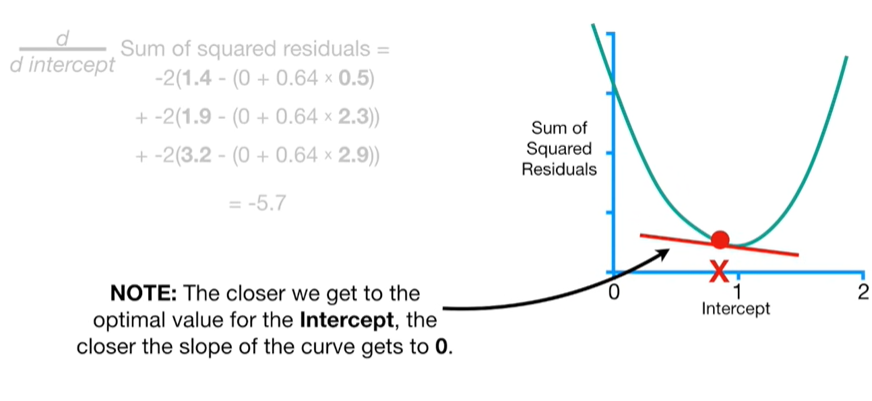 d
d intercept
Sum of squared residuals =
-2(1.4 - (0 + 0.64 × 0.5)
+ -2(1.9 - (0 + 0.64 × 2.3))
+ -2(3.2 - (0 + 0.64 × 2.9))
= -5.7
NOTE: The closer we get to the
optimal value for the Intercept, the
closer the slope of the curve gets to 0.
Sum of
Squared
Residuals
X
0
1
2
Intercept